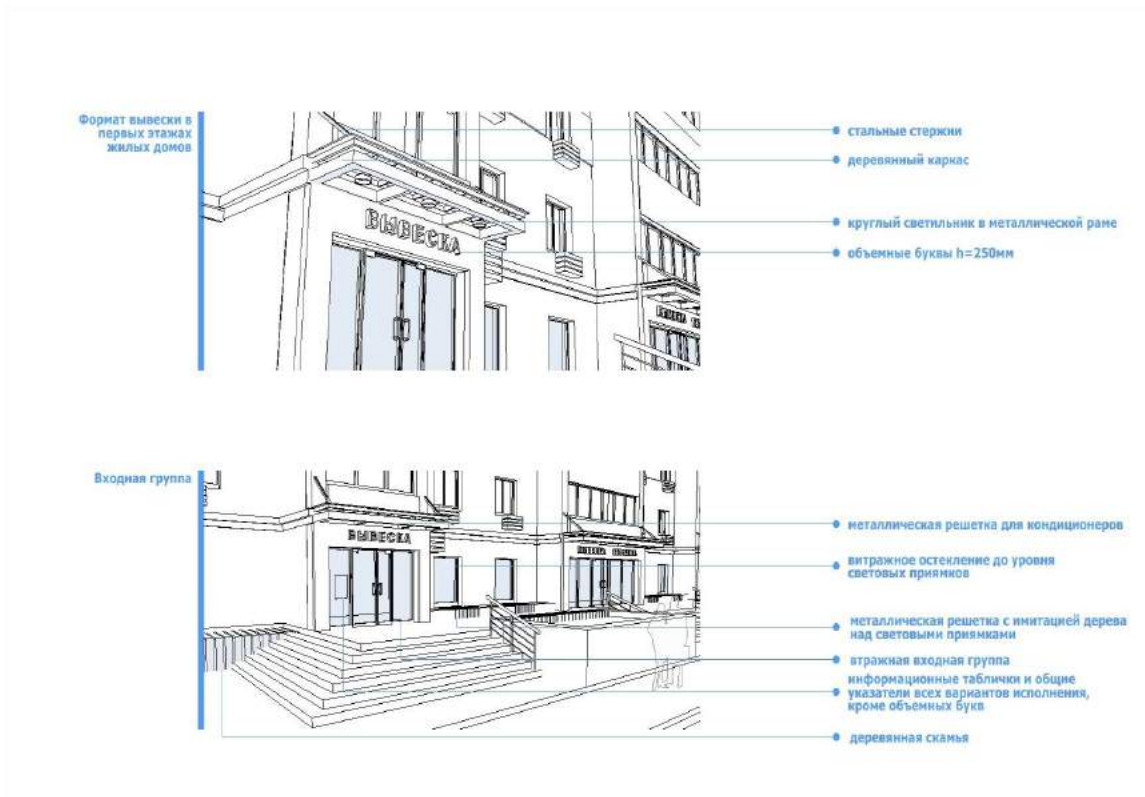 Формат вывески в
первых этажах
жилых домов
стальные стержни
деревянный каркас
круглый светильник в металлической раме
объемные буквы h=250мм
ВЫВЕСКА
Входная группа
ВЫВЕСКА
металлическая решетка для кондиционеров
витражное остекление до уровня
световых приямков
металлическая решетка с имитацией дерева
над световыми приямками
втражная входная группа
информационные таблички и общие
указатели всех вариантов исполнения,
кроме объемных букв
деревянная скамья